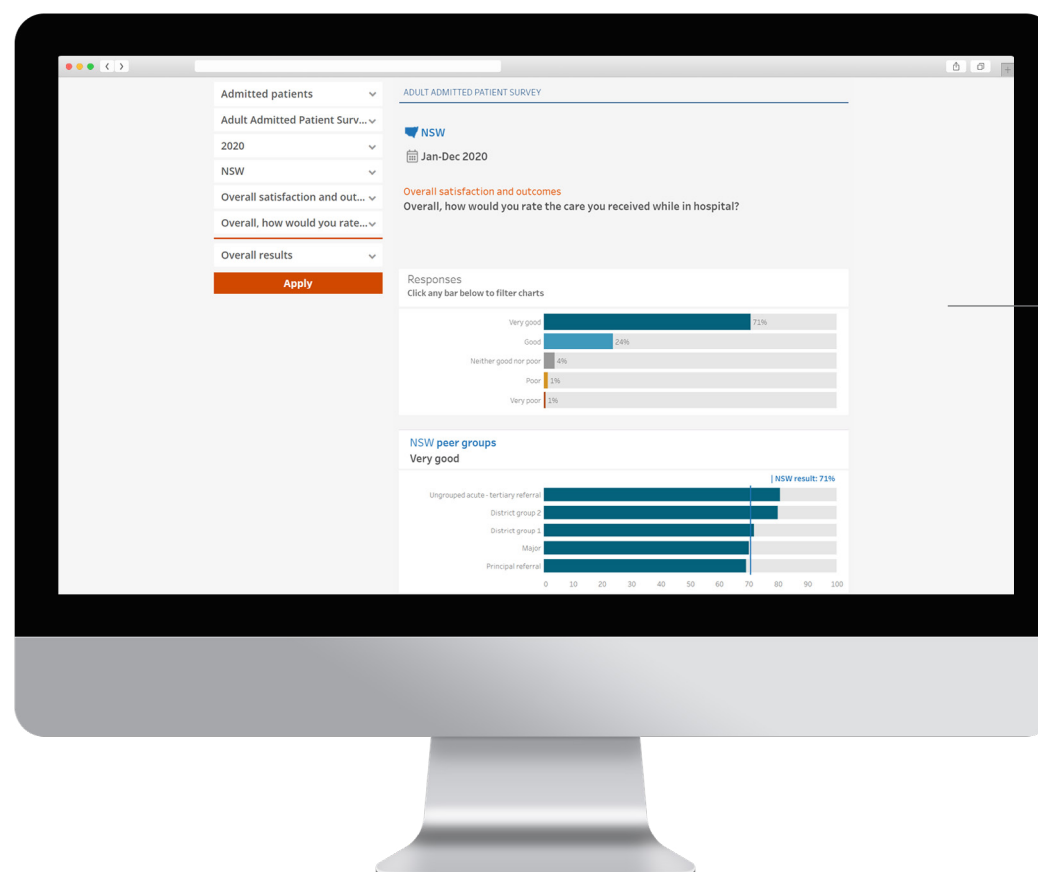 Admitted patients
Adult Admitted Patient Surv...
2020
NSW
Overall satisfaction and out...
Overall, how would you rate...
Overall results
Apply
ADULT ADMITTED PATIENT SURVEY
NSW
Jan-Dec 2020
Overall satisfaction and outcomes
Overall, how would you rate the care you received while in hospital?
Responses
Click any bar below to filter charts
Very good 71%
Good 24%
Neither good nor poor 4%
Poor 1%
Very poor 1%
NSW peer groups
Very good
| NSW result: 71%
Ungrouped acute - tertiary referral
District group 2
District group 1
Major
Principal referral
0 10 20 30 40 50 60 70 80 90 100